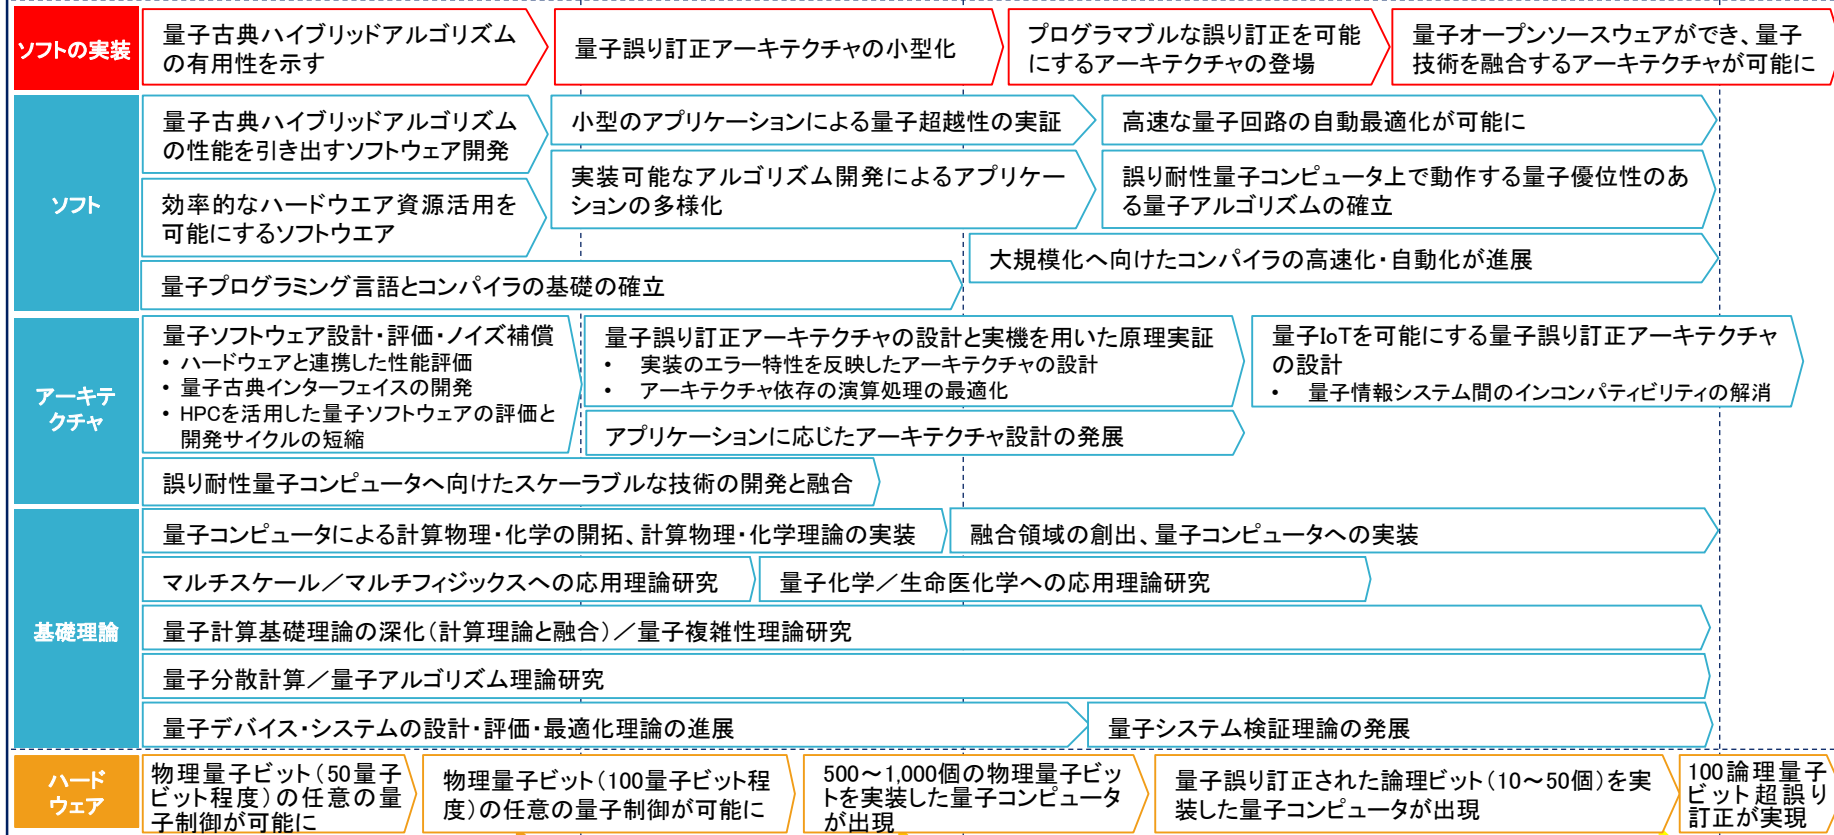 ソフトの実装
量子古典ハイブリッドアルゴリズム
の有用性を示す
量子誤り訂正アーキテクチャの小型化
プログラマブルな誤り訂正を可能
にするアーキテクチャの登場
量子オープンソースウェアができ、量子
技術を融合するアーキテクチャが可能に
ソフト
量子古典ハイブリッドアルゴリズム
の性能を引き出すソフトウェア開発
小型のアプリケーションによる量子超越性の実証
高速な量子回路の自動最適化が可能に
効率的なハードウエア資源活用を
可能にするソフトウエア
実装可能なアルゴリズム開発によるアプリケー
ションの多様化
誤り耐性量子コンピュータ上で動作する量子優位性のあ
る量子アルゴリズムの確立
量子プログラミング言語とコンパイラの基礎の確立
大規模化へ向けたコンパイラの高速化・自動化が進展
アーキテ
クチャ
量子ソフトウェア設計・評価・ノイズ補償
• ハードウェアと連携した性能評価
• 量子古典インターフェイスの開発
• HPCを活用した量子ソフトウェアの評価と
開発サイクルの短縮
量子誤り訂正アーキテクチャの設計と実機を用いた原理実証
• 実装のエラー特性を反映したアーキテクチャの設計
• アーキテクチャ依存の演算処理の最適化
量子IoTを可能にする量子誤り訂正アーキテクチャ
の設計
• 量子情報システム間のインコンパティビリティの解消
アプリケーションに応じたアーキテクチャ設計の発展
誤り耐性量子コンピュータへ向けたスケーラブルな技術の開発と融合
基礎理論
量子コンピュータによる計算物理・化学の開拓、計算物理・化学理論の実装
融合領域の創出、量子コンピュータへの実装
マルチスケール／マルチフィジックスへの応用理論研究
量子化学／生命医化学への応用理論研究
量子計算基礎理論の深化（計算理論と融合）／量子複雑性理論研究
量子分散計算／量子アルゴリズム理論研究
量子デバイス・システムの設計・評価・最適化理論の進展
量子システム検証理論の発展
ハード
ウェア
物理量子ビット（50量子
ビット程度）の任意の量
子制御が可能に
物理量子ビット（100量子ビット程
度）の任意の量子制御が可能に
500～1,000個の物理量子ビッ
トを実装した量子コンピュータ
が出現
量子誤り訂正された論理ビット（10～50個）を実
装した量子コンピュータが出現
100論理量子
ビット超誤り
訂正が実現